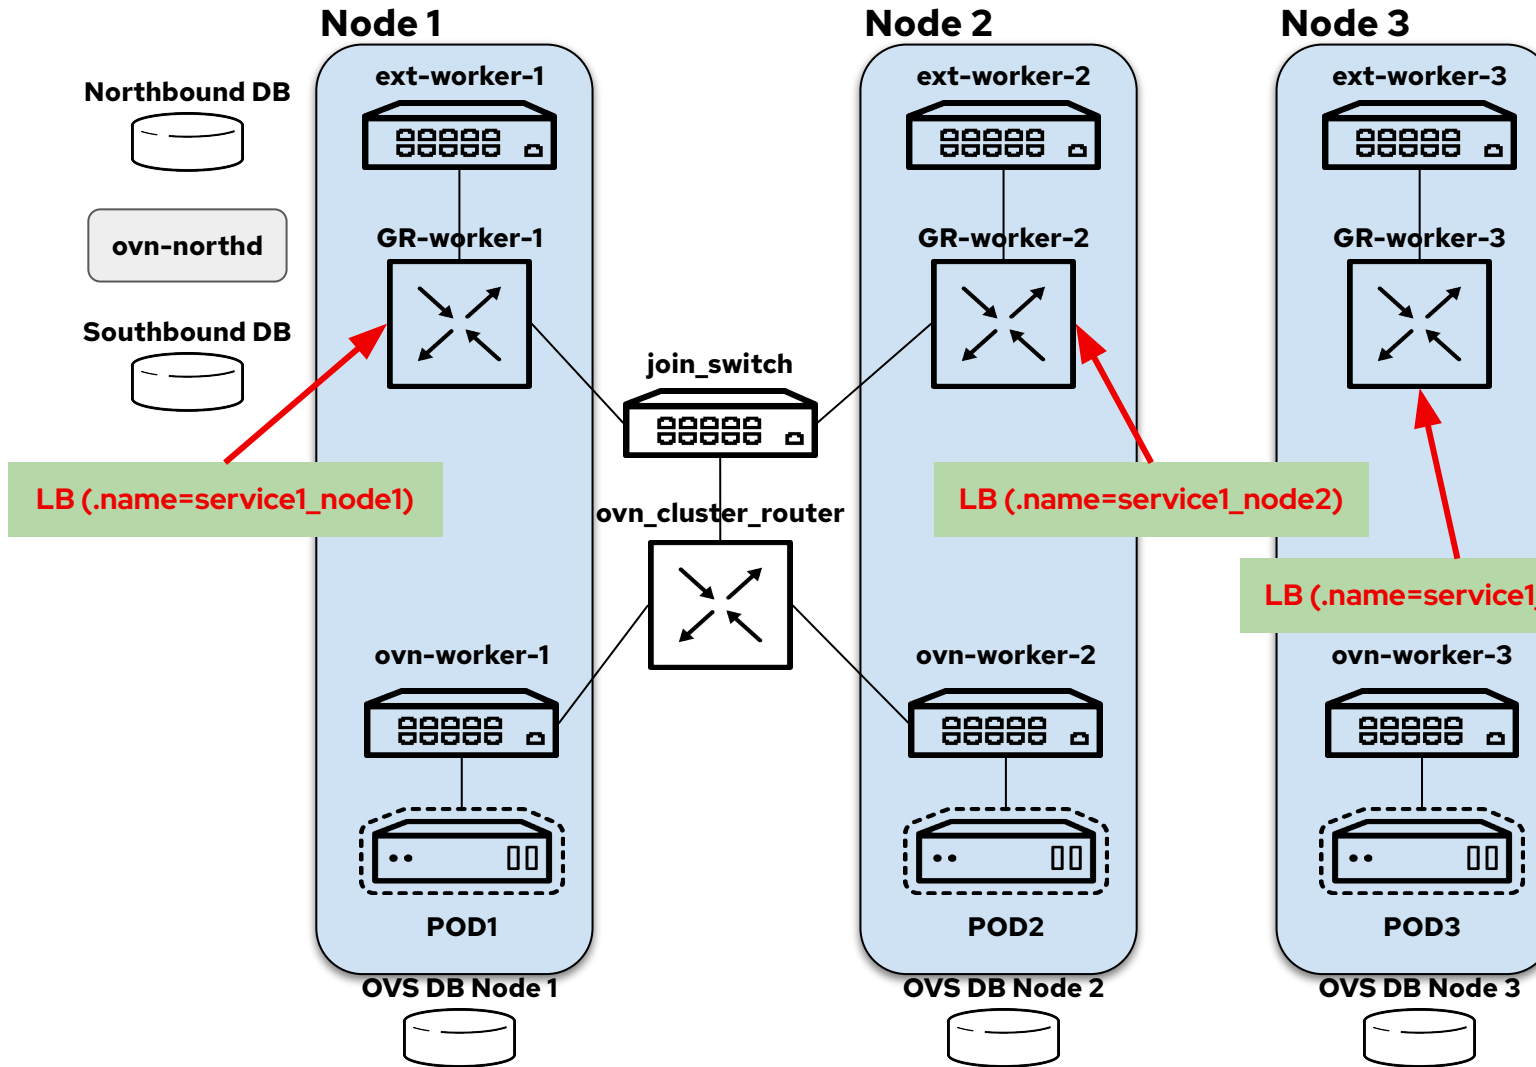 Node 1
Node 2
Node 3
ext-worker-1
ext-worker-2
ext-worker-3
Northbound DB
ovn-northd
GR-worker-1
GR-worker-2
GR-worker-3
Southbound DB
join_switch
LB (.name=service1_node1)
LB (.name=service1_node2)
ovn_cluster_router
LB (.name=service1_
ovn-worker-1
ovn-worker-2
ovn-worker-3
POD1
POD2
POD3
OVS DB Node 1
OVS DB Node 2
OVS DB Node 3